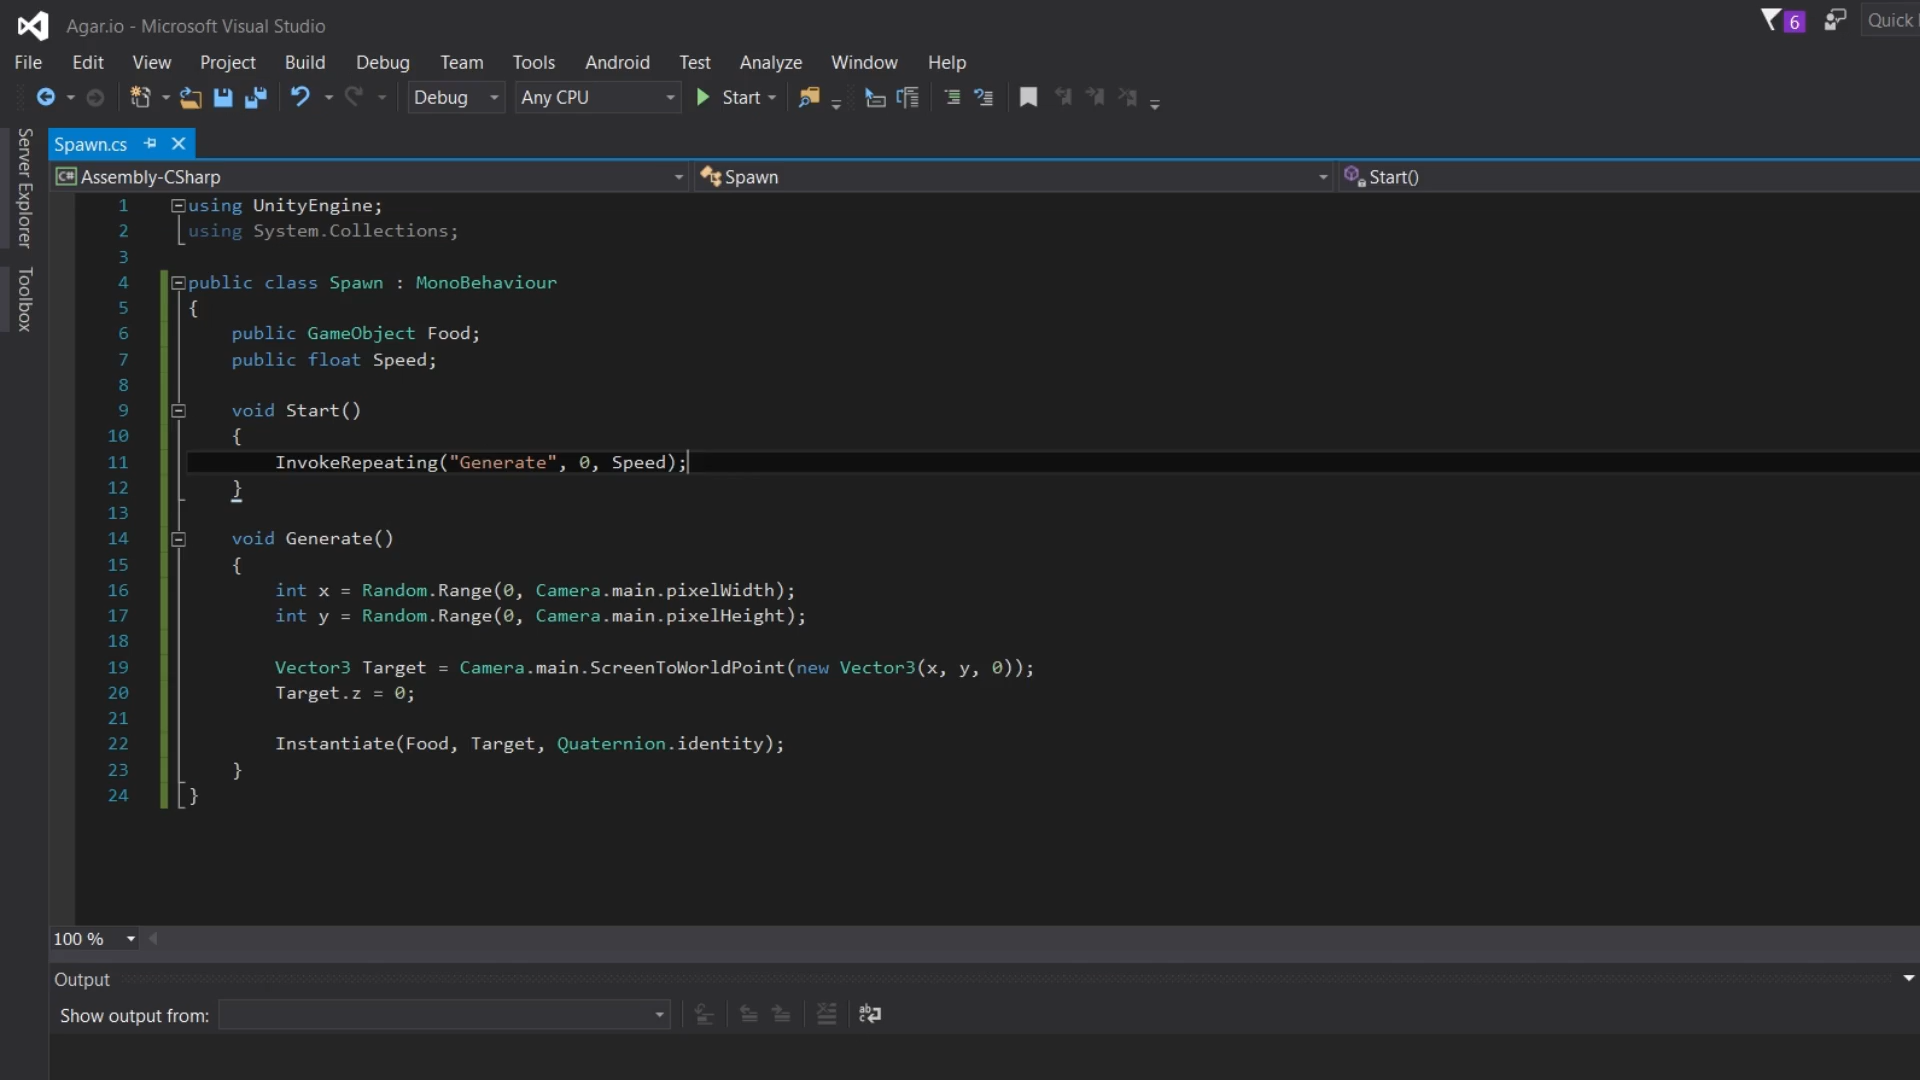 Agar.io - Microsoft Visual Studio
6
Quick
File Edit View Project Build Debug Team Tools Android Test Analyze Window Help
Debug Any CPU Start
Server Explorer
Toolbox
Spawn.cs
C# Assembly-CSharp Spawn Start()
1 using UnityEngine;
2 using System.Collections;
3
4 public class Spawn : MonoBehaviour
5 {
6 public GameObject Food;
7 public float Speed;
8
9 void Start()
10 {
11 InvokeRepeating("Generate", 0, Speed);
12 }
13
14 void Generate()
15 {
16 int x = Random.Range(0, Camera.main.pixelWidth);
17 int y = Random.Range(0, Camera.main.pixelHeight);
18
19 Vector3 Target = Camera.main.ScreenToWorldPoint(new Vector3(x, y, 0));
20 Target.z = 0;
21
22 Instantiate(Food, Target, Quaternion.identity);
23 }
24 }
100 %
Output
Show output from: